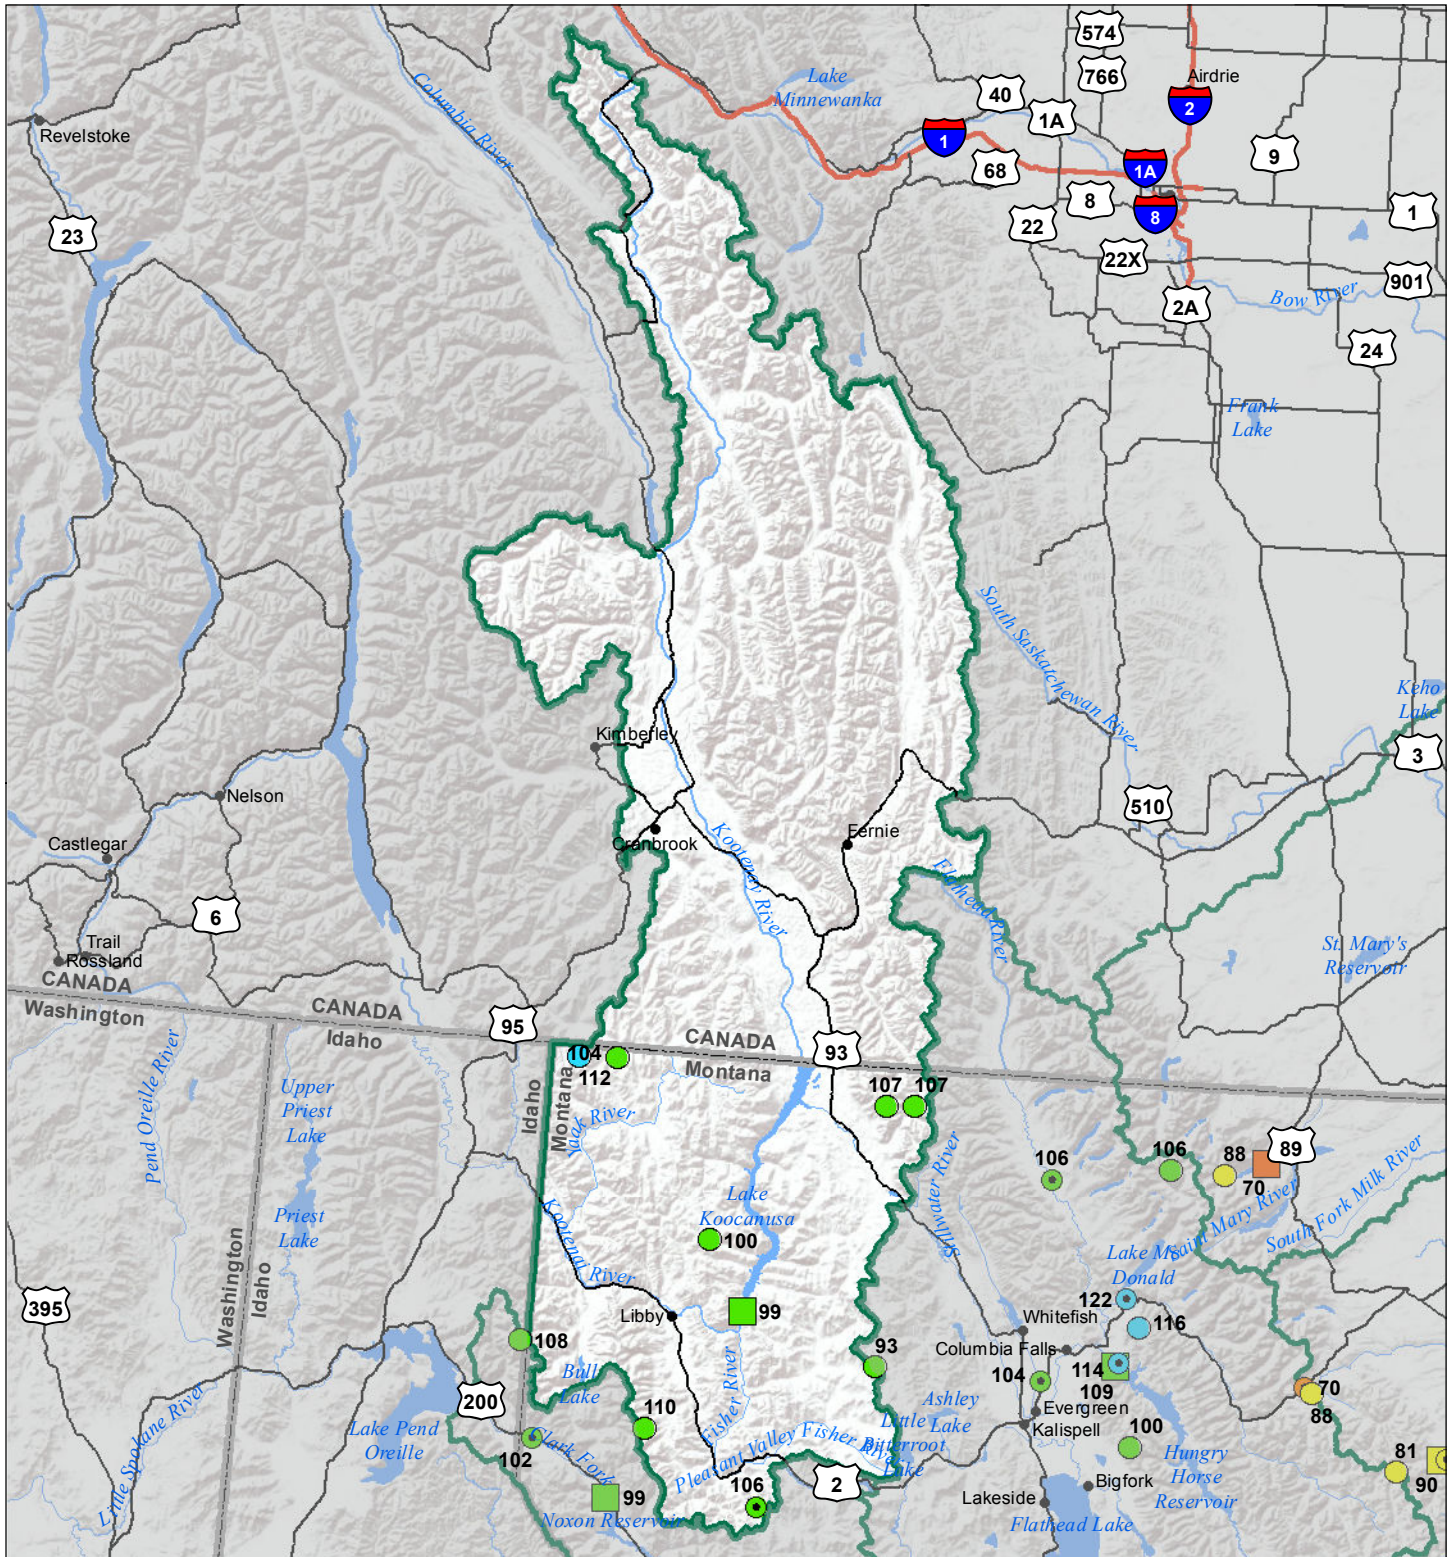 574
766
Airdrie
Lake
Minnewanka
40
2
1A
Columbia River
Revelstoke
1
9
1A
68
8
8
1
22
23
22X
901
Bow River
2A
24
Frank
Lake
South Saskatchewan River
Keho
Lake
Kimberley
3
Nelson
510
Cranbrook
Fernie
Castlegar
Kootenay River
Flathead River
6
Trail
Rossland
St. Mary's
Reservoir
CANADA
Washington
CANADA
Idaho
95
CANADA
Montana
93
104
112
Idaho
Montana
Pend Oreille River
Upper
Priest
Lake
Yaak River
107
107
Stillwater River
106
106
88
70
89
Saint Mary River
South Fork Milk River
Priest
Lake
Lake
Koocanusa
100
Kootenai River
Washington
Idaho
Lake Mc
Donald
395
Libby
99
122
116
Whitefish
Columbia Falls
108
93
114
109
104
Bull
Lake
70
88
200
110
Fisher River
Ashley
Lake
Evergreen
Kalispell
Lake Pend
Oreille
102
Clark Fork
Little
Bitterroot
Lake
100
Little Spokane River
Pleasant Valley Fisher River
Hungry
Horse
Reservoir
81
90
2
106
99
Noxon Reservoir
Bigfork
Lakeside
Flathead Lake